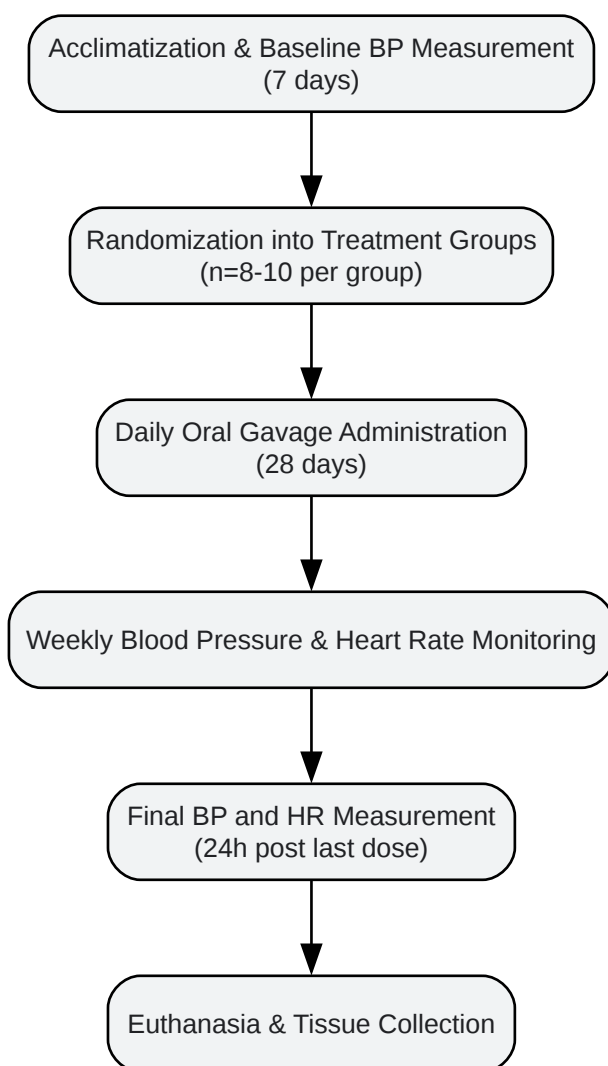 Acclimatization & Baseline BP Measurement
(7 days)
Randomization into Treatment Groups
(n=8-10 per group)
Daily Oral Gavage Administration
(28 days)
Weekly Blood Pressure & Heart Rate Monitoring
Final BP and HR Measurement
(24h post last dose)
Euthanasia & Tissue Collection